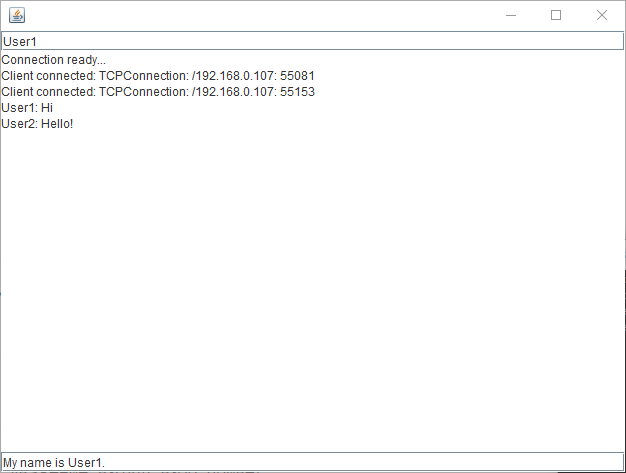 User1
Connection ready...
Client connected: TCPConnection: /192.168.0.107: 55081
Client connected: TCPConnection: /192.168.0.107: 55153
User1: Hi
User2: Hello!
My name is User1.